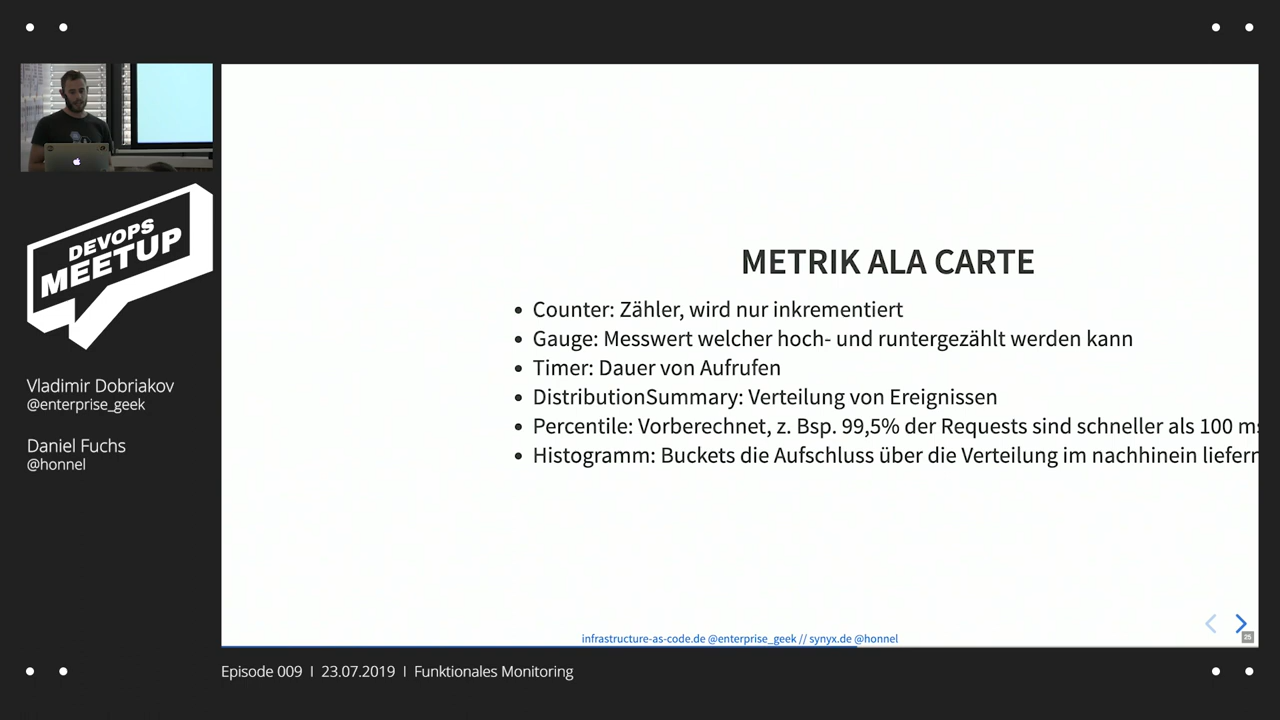 DEVOPS
MEETUP
Vladimir Dobriakov
@enterprise_geek
Daniel Fuchs
@honnel
METRIK ALA CARTE
• Counter: Zähler, wird nur inkrementiert
• Gauge: Messwert welcher hoch- und runtergezählt werden kann
• Timer: Dauer von Aufrufen
• DistributionSummary: Verteilung von Ereignissen
• Percentile: Vorberechnet, z. Bsp. 99,5% der Requests sind schneller als 100 ms
• Histogramm: Buckets die Aufschluss über die Verteilung im nachhinein liefern
infrastructure-as-code.de @enterprise_geek // synyx.de @honnel
25
Episode 009 I 23.07.2019 I Funktionales Monitoring